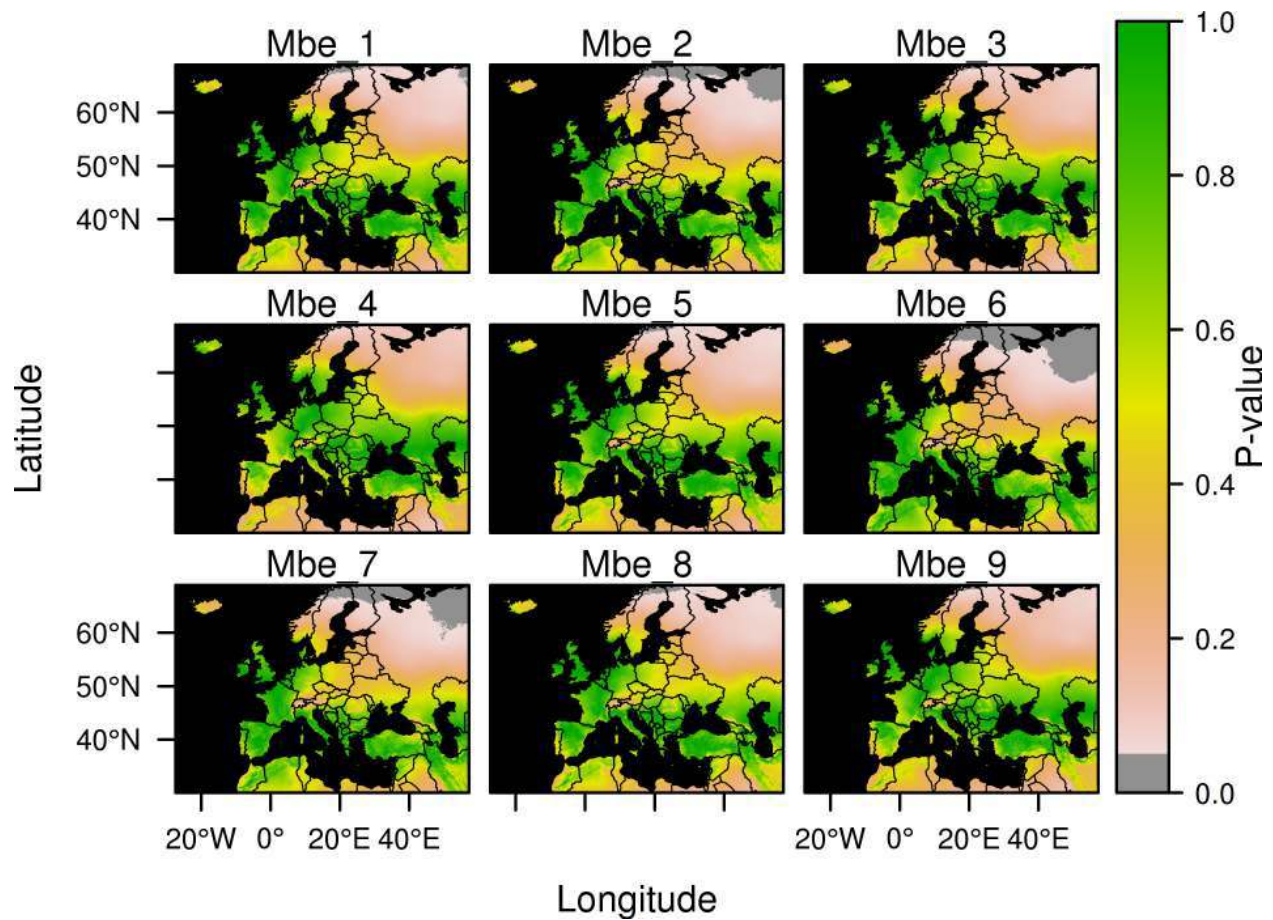 Mbe_1 Mbe_2 Mbe_3
60°N
50°N
40°N
Mbe_4 Mbe_5 Mbe_6
Mbe_7 Mbe_8 Mbe_9
60°N
50°N
40°N
20°W 0° 20°E 40°E 20°W 0° 20°E 40°E
Longitude
Latitude
1.0
0.8
0.6
0.4
0.2
0.0
P-value